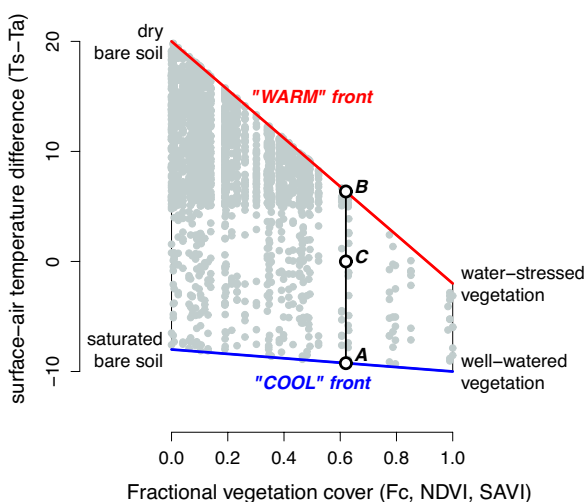 dry
bare soil
"WARM" front
B
C
water−stressed
vegetation
saturated
bare soil
A
"COOL" front
well−watered
vegetation
surface−air temperature difference (Ts−Ta)
20
10
0
−10
0.0 0.2 0.4 0.6 0.8 1.0
Fractional vegetation cover (Fc, NDVI, SAVI)